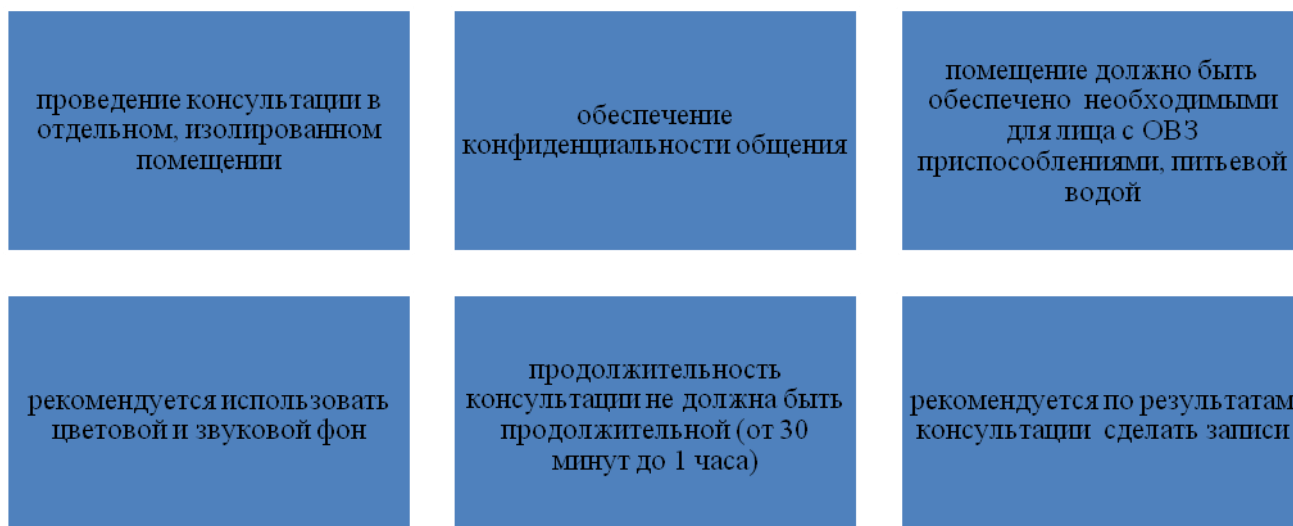 проведение консультации в
отдельном, изолированном
помещении
обеспечение
конфиденциальности общения
помещение должно быть
обеспечено необходимыми
для лица с ОВЗ
приспособлениями, питьевой
водой
рекомендуется использовать
цветовой и звуковой фон
продолжительность
консультации не должна быть
продолжительной (от 30
минут до 1 часа)
рекомендуется по результатам
консультации сделать записи